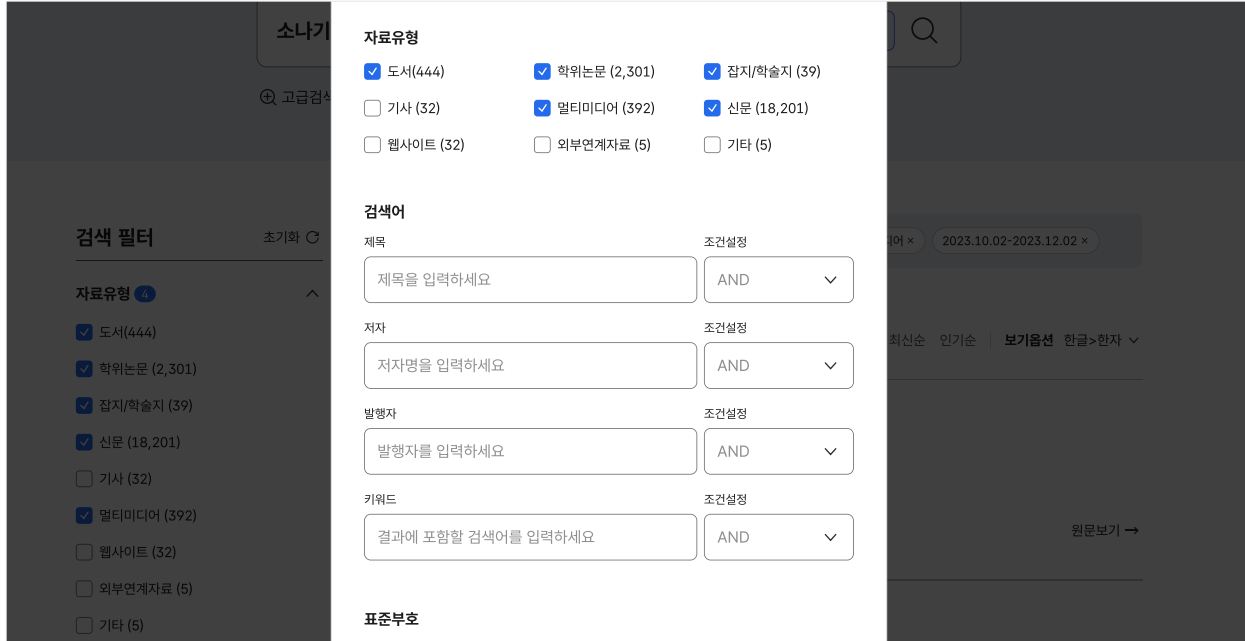 소나기
고급검색
검색 필터
초기화
자료유형 4
도서(444)
학위논문 (2,301)
잡지/학술지 (39)
신문 (18,201)
기사 (32)
멀티미디어 (392)
웹사이트 (32)
외부연계자료 (5)
기타 (5)
자료유형
도서(444) 학위논문 (2,301) 잡지/학술지 (39)
기사 (32) 멀티미디어 (392) 신문 (18,201)
웹사이트 (32) 외부연계자료 (5) 기타 (5)
검색어
제목 조건설정
제목을 입력하세요 AND
저자 조건설정
저자명을 입력하세요 AND
발행자 조건설정
발행자를 입력하세요 AND
키워드 조건설정
결과에 포함할 검색어를 입력하세요 AND
표준부호
2023.10.02-2023.12.02 ×
최신순 인기순 보기옵션 한글>한자
원문보기 →